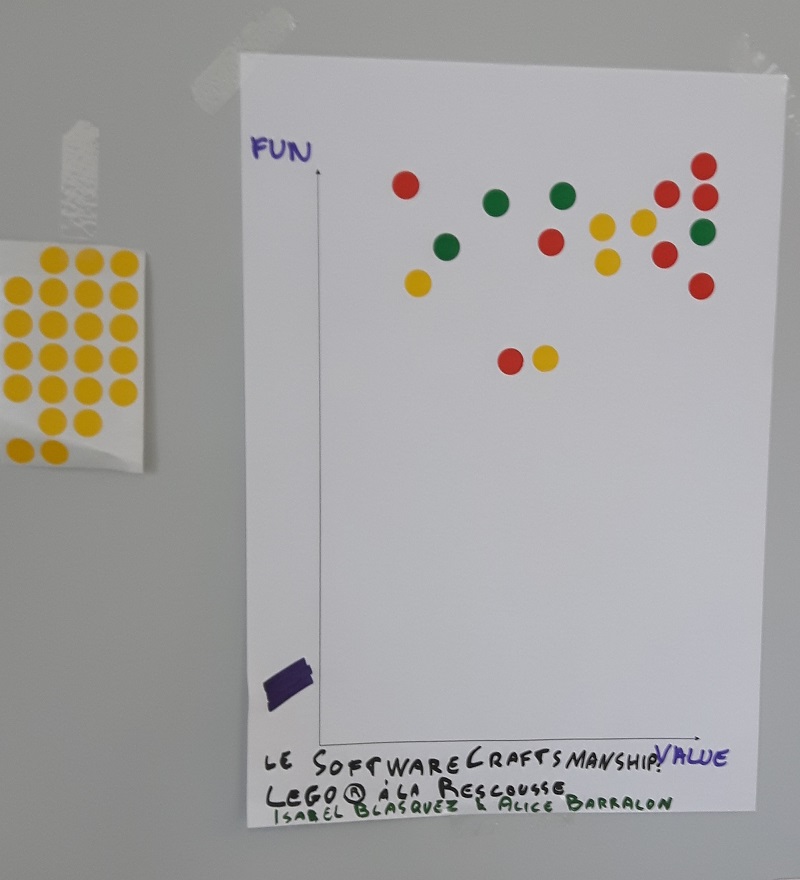 FUN
VALUE
LE SOFTWARE CRAFTSMANSHIP?
LEGO ® à LA RESCOUSSE
ISABEL BLASQUEZ & ALICE BARRALON